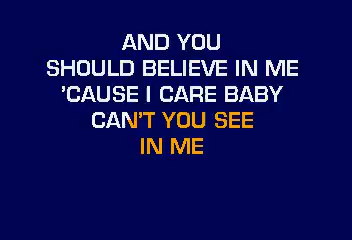 AND YOU
SHOULD BELIEVE IN ME
'CAUSE I CARE BABY
CAN'T YOU SEE
IN ME